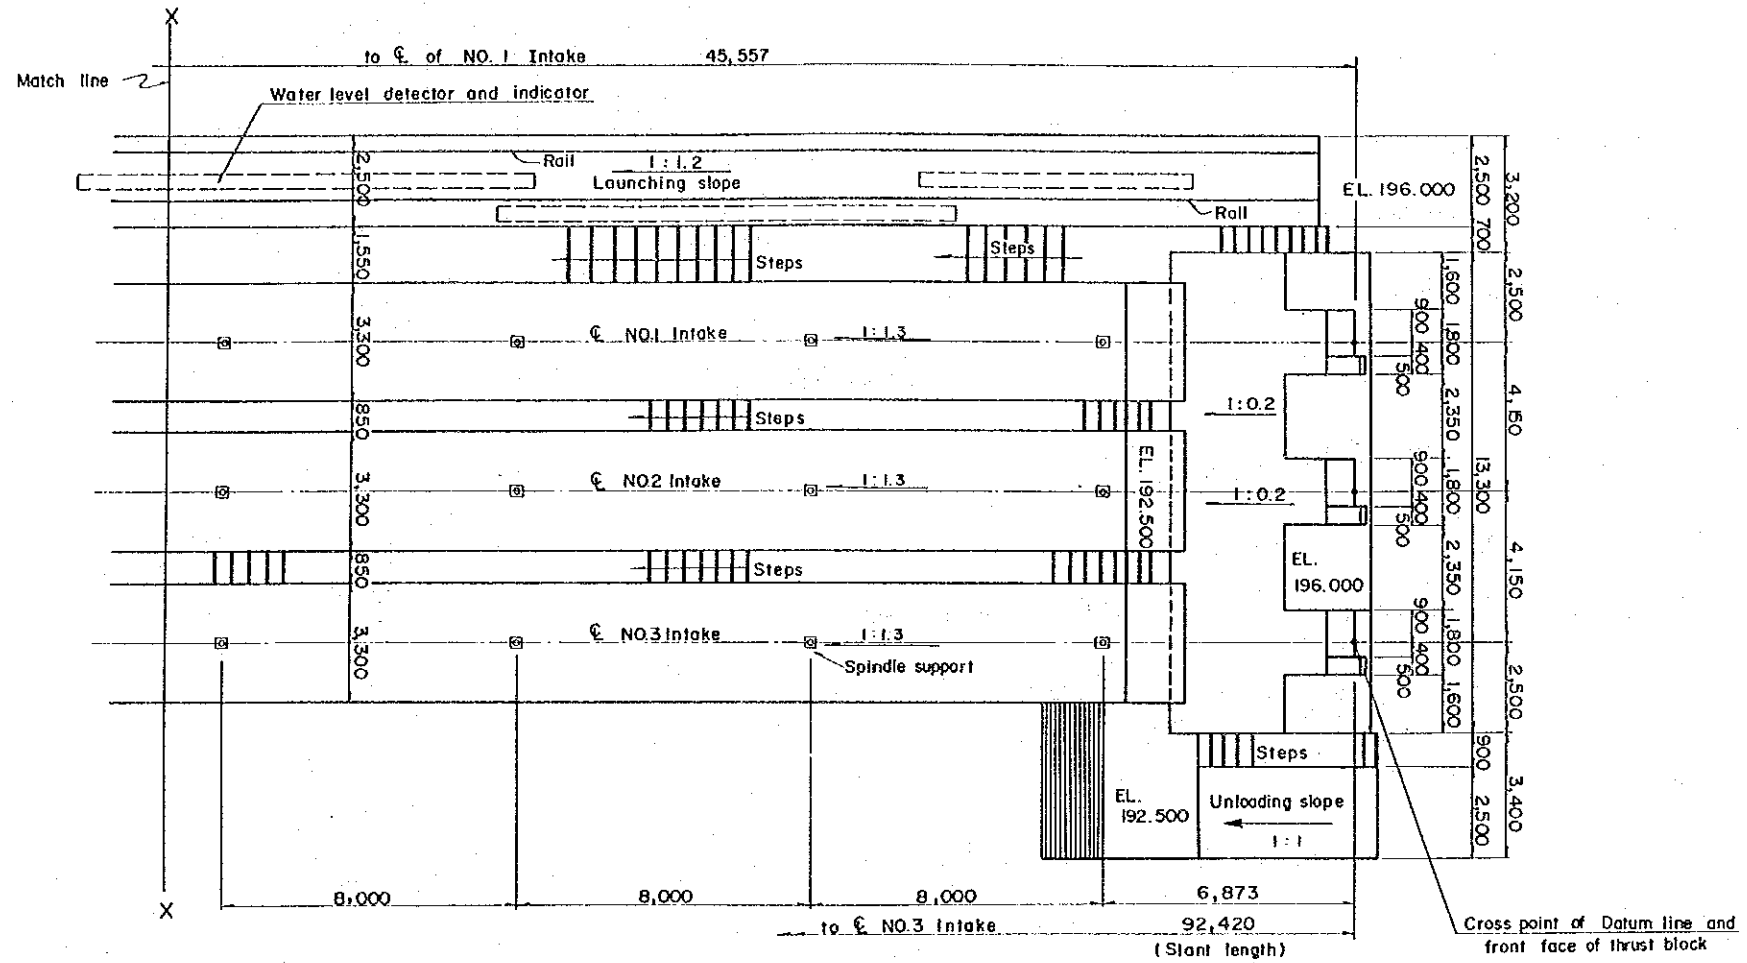 X
to ℄ of NO. 1 Intake 45,557
Match line
Water level detector and indicator
Rail
1 : 1.2
Launching slope
Rail
EL. 196.000
2,500
1,550
3,300
850
3,300
850
3,300
Steps
Steps
℄ NO.1 Intake
1:1.3
Steps
1:0.2
℄ NO.2 Intake
1:1.3
EL. 192.500
1:0.2
Steps
EL.
196.000
℄ NO.3 Intake
1:1.3
Spindle support
Steps
EL.
192.500
Unloading slope
1:1
900
400
500
900
400
500
900
400
500
1,600
1,800
2,350
1,800
2,350
1,800
1,600
2,500
700
13,300
900
2,500
3,200
2,500
4,150
4,150
2,500
3,400
X
8,000
8,000
8,000
6,873
to ℄ NO.3 Intake
92,420
(Slant length)
Cross point of Datum line and
front face of thrust block